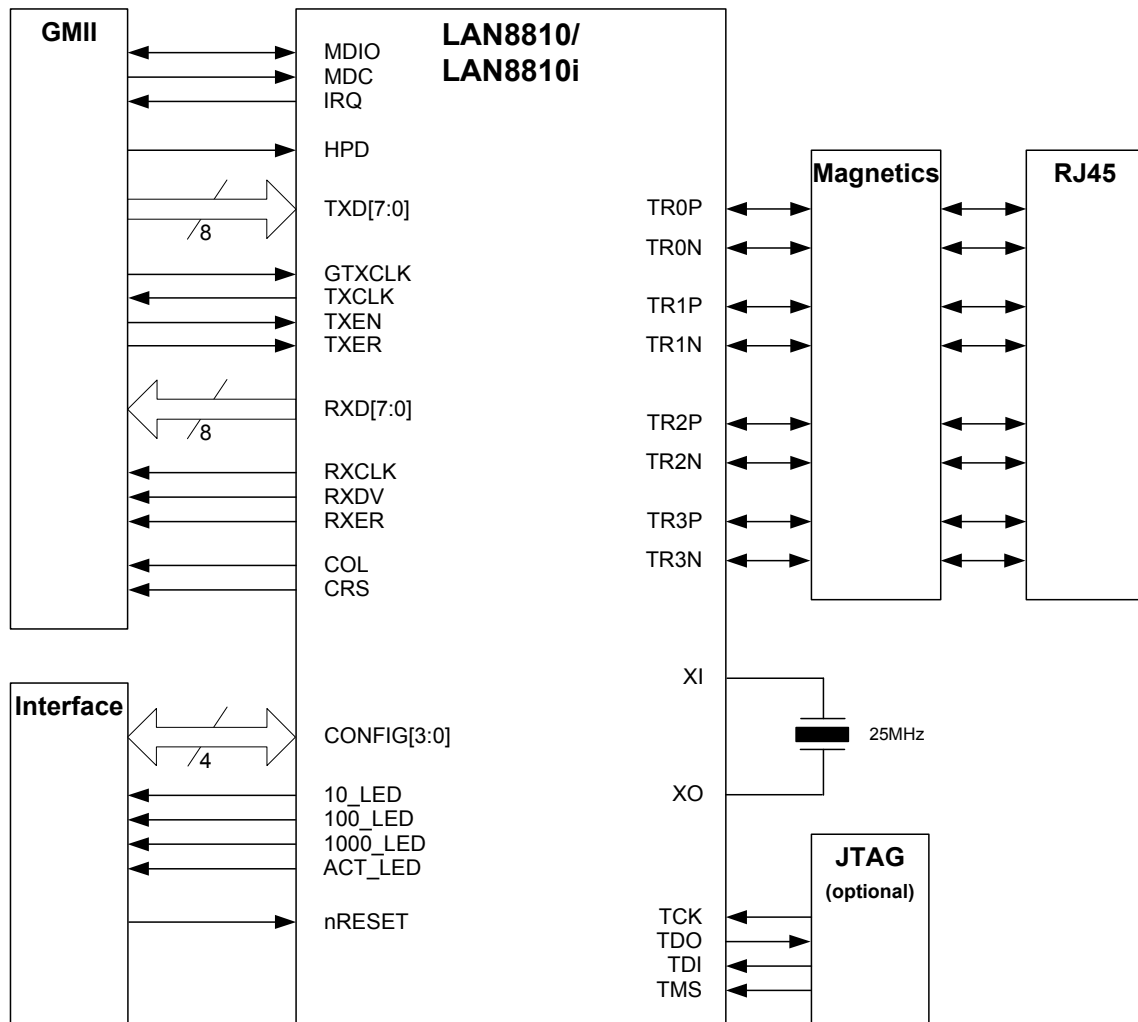 GMII
LAN8810/
LAN8810i
MDIO
MDC
IRQ
HPD
TXD[7:0]
8
GTXCLK
TXCLK
TXEN
TXER
RXD[7:0]
8
RXCLK
RXDV
RXER
COL
CRS
Magnetics
RJ45
TR0P
TR0N
TR1P
TR1N
TR2P
TR2N
TR3P
TR3N
Interface
CONFIG[3:0]
4
10_LED
100_LED
1000_LED
ACT_LED
nRESET
XI
25MHz
XO
JTAG
(optional)
TCK
TDO
TDI
TMS